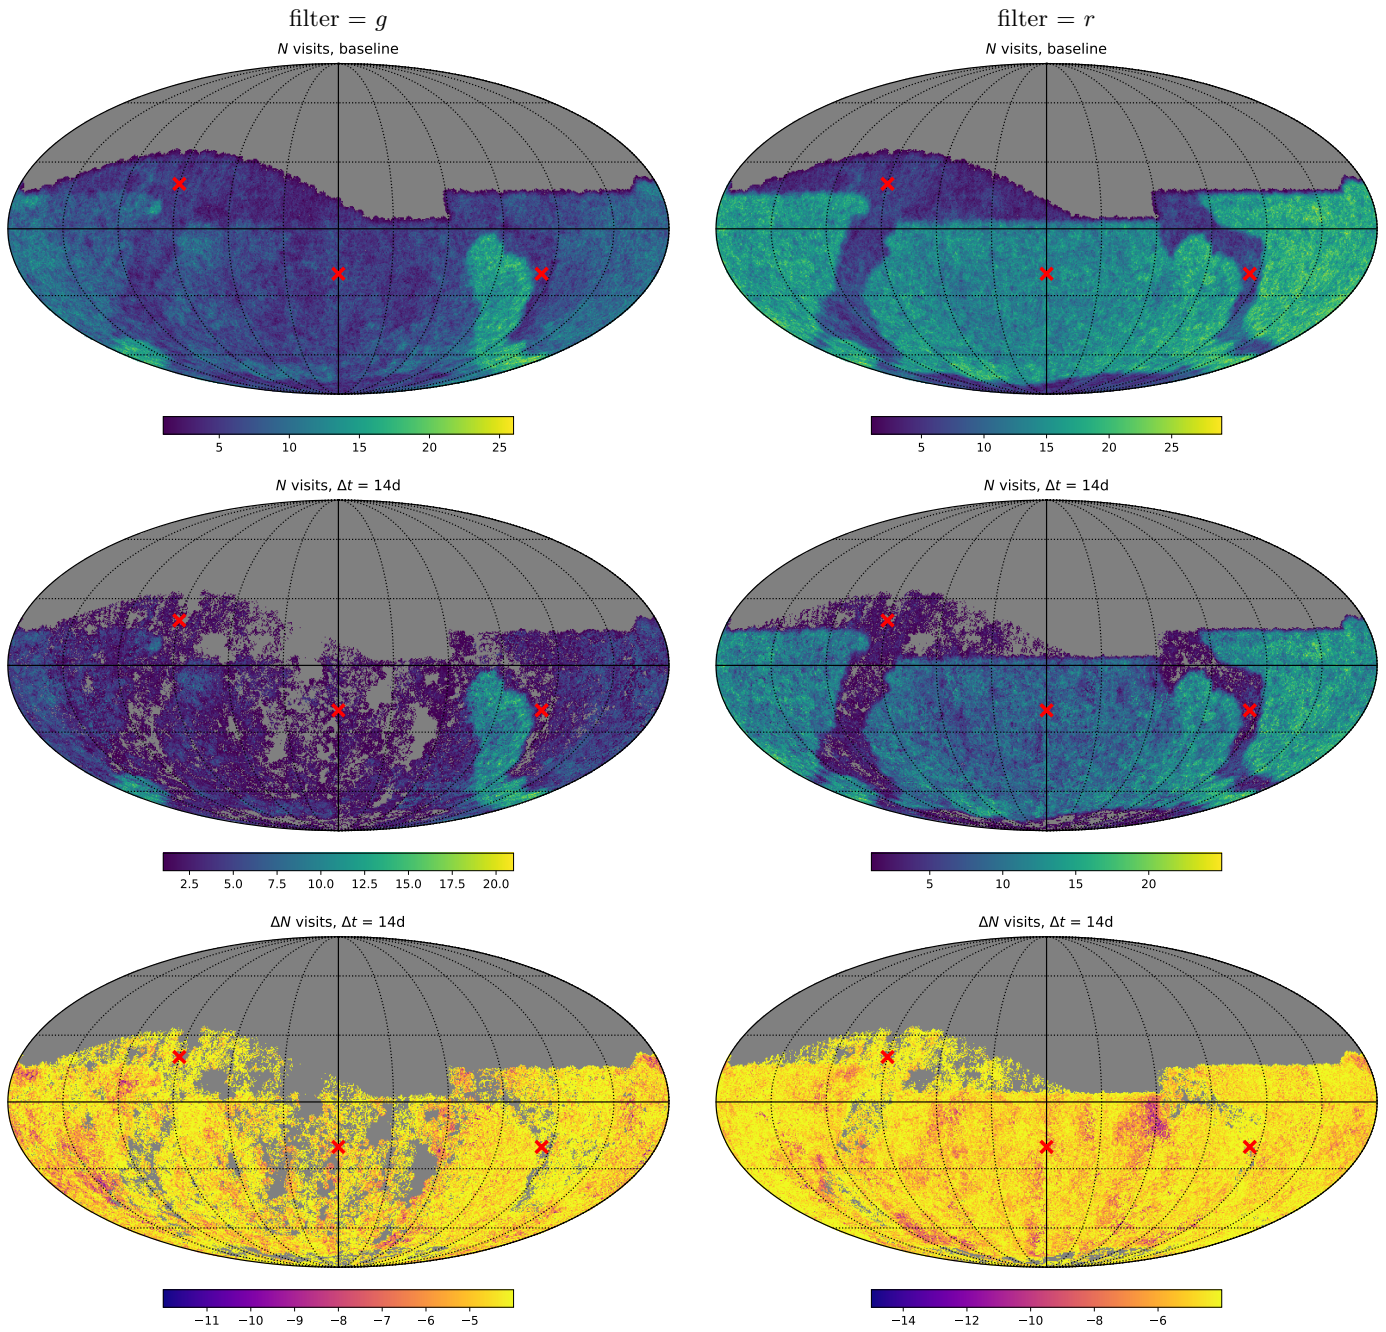 filter = g
filter = r
N visits, baseline
N visits, baseline
5 10 15 20 25
5 10 15 20 25
N visits, Δt = 14d
N visits, Δt = 14d
2.5 5.0 7.5 10.0 12.5 15.0 17.5 20.0
5 10 15 20
ΔN visits, Δt = 14d
ΔN visits, Δt = 14d
−11 −10 −9 −8 −7 −6 −5
−14 −12 −10 −8 −6